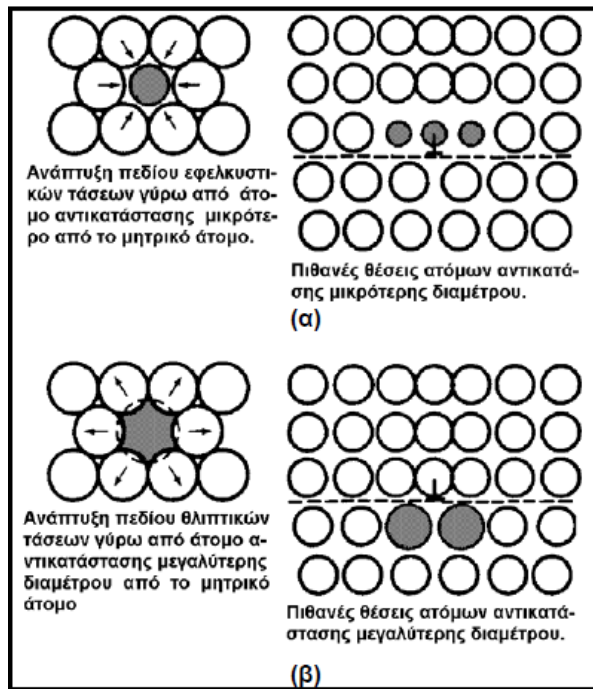 Ανάπτυξη πεδίου εφελκυστι-
κών τάσεων γύρω από άτο-
μο αντικατάστασης μικρότε-
ρο από το μητρικό άτομο.
Πιθανές θέσεις ατόμων αντικατά-
σης μικρότερης διαμέτρου.
(α)
Ανάπτυξη πεδίου θλιπτικών
τάσεων γύρω από άτομο α-
ντικατάστασης μεγαλύτερης
διαμέτρου από το μητρικό
άτομο
Πιθανές θέσεις ατόμων αντικατά-
στασης μεγαλύτερης διαμέτρου.
(β)